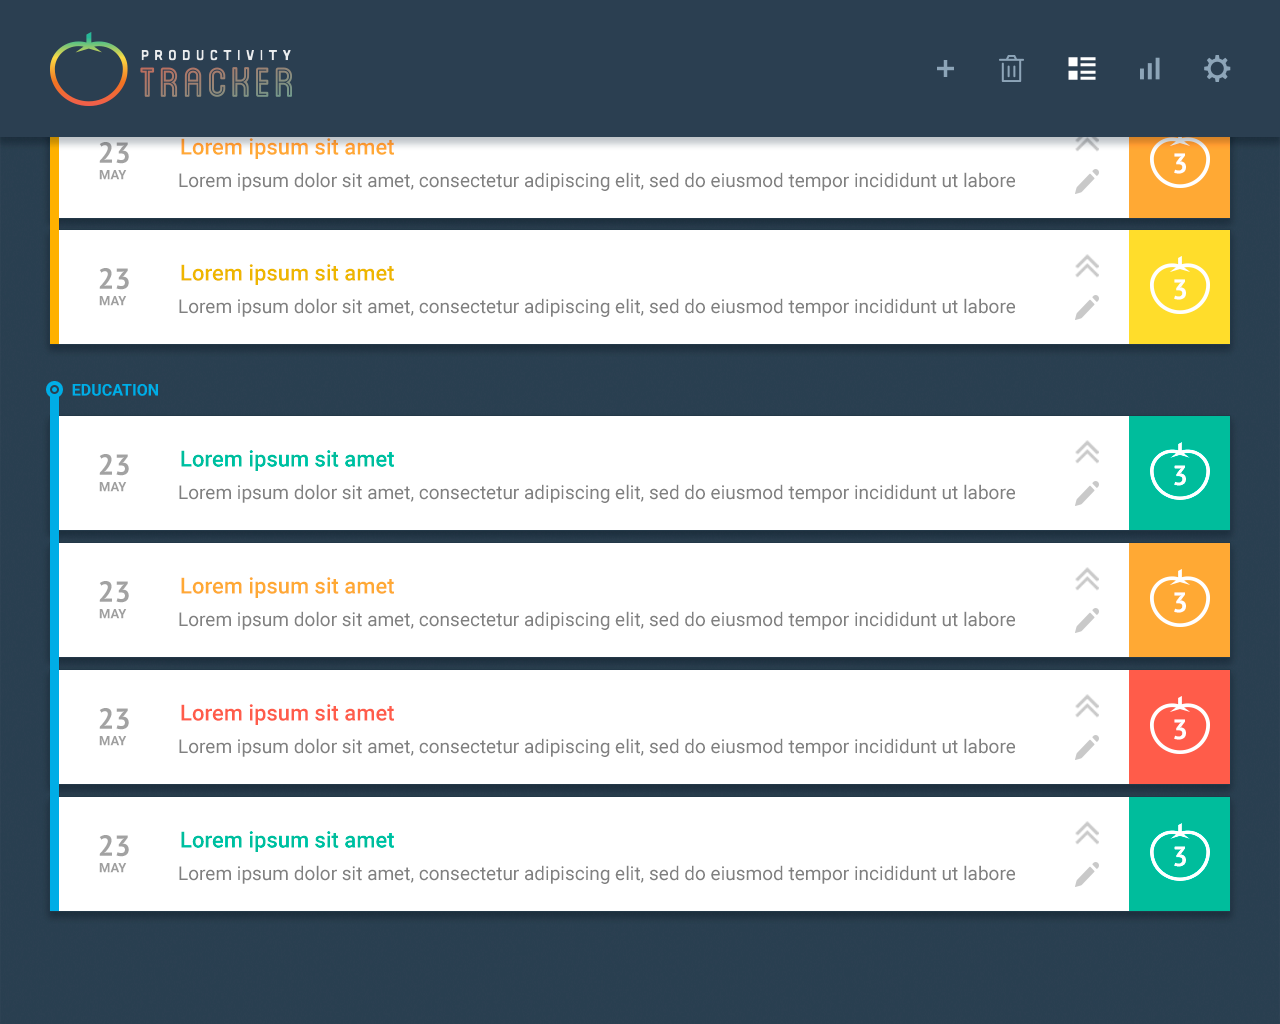 PRODUCTIVITY
TRACKER
23
MAY
Lorem ipsum sit amet
Lorem ipsum dolor sit amet, consectetur adipiscing elit, sed do eiusmod tempor incididunt ut labore
3
23
MAY
Lorem ipsum sit amet
Lorem ipsum dolor sit amet, consectetur adipiscing elit, sed do eiusmod tempor incididunt ut labore
3
EDUCATION
23
MAY
Lorem ipsum sit amet
Lorem ipsum dolor sit amet, consectetur adipiscing elit, sed do eiusmod tempor incididunt ut labore
3
23
MAY
Lorem ipsum sit amet
Lorem ipsum dolor sit amet, consectetur adipiscing elit, sed do eiusmod tempor incididunt ut labore
3
23
MAY
Lorem ipsum sit amet
Lorem ipsum dolor sit amet, consectetur adipiscing elit, sed do eiusmod tempor incididunt ut labore
3
23
MAY
Lorem ipsum sit amet
Lorem ipsum dolor sit amet, consectetur adipiscing elit, sed do eiusmod tempor incididunt ut labore
3